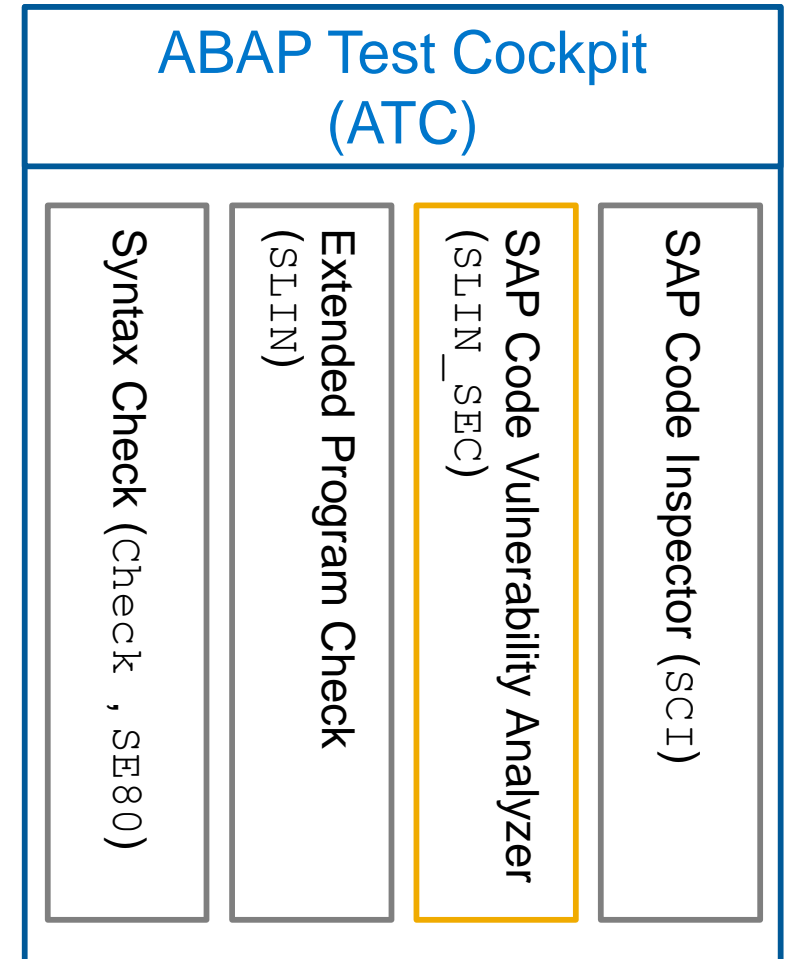 ABAP Test Cockpit
(ATC)
Syntax Check (Check , SE80)
Extended Program Check
(SLIN)
SAP Code Vulnerability Analyzer
(SLIN_SEC)
SAP Code Inspector (SCI)